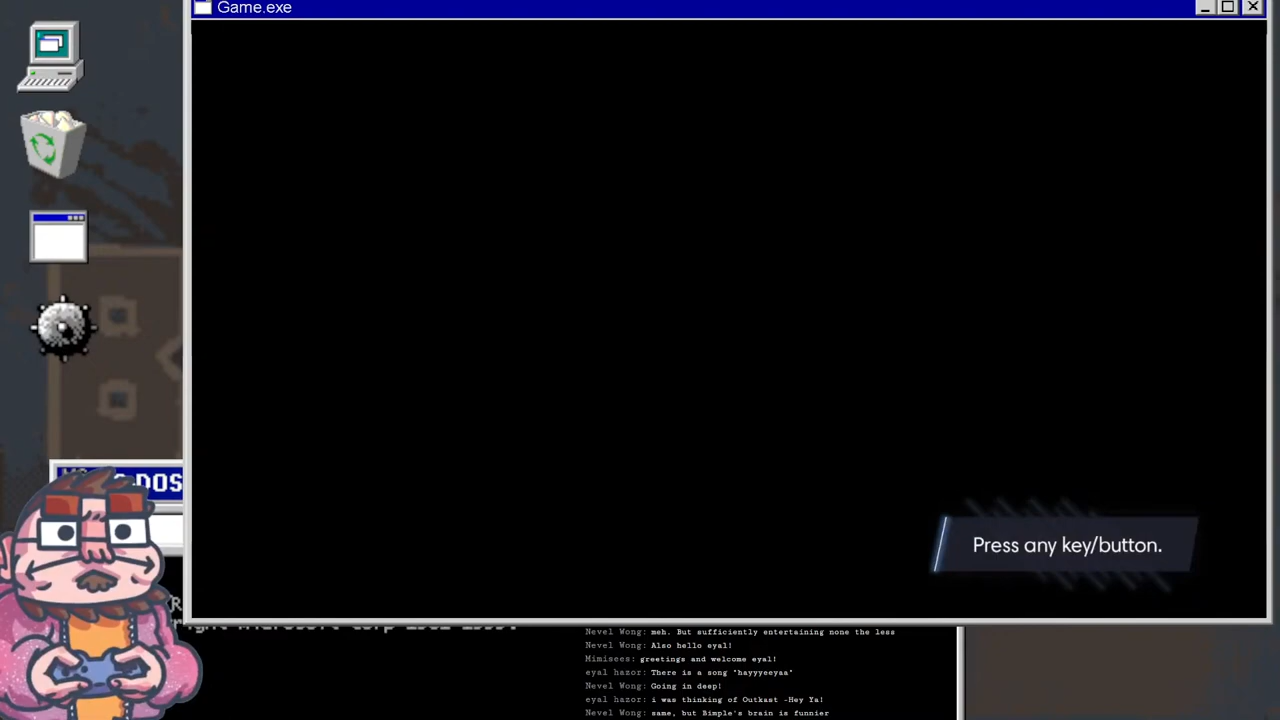 Game.exe
DOS
Press any key/button.
Nevel Wong: meh. But sufficiently entertaining none the less
Nevel Wong: Also hello eyal!
Mimisees: greetings and welcome eyal!
eyal hazor: There is a song "hayyyeeyaa"
Nevel Wong: Going in deep!
eyal hazor: i was thinking of Outkast -Hey Ya!
Nevel Wong: same, but Bimple's brain is funnier